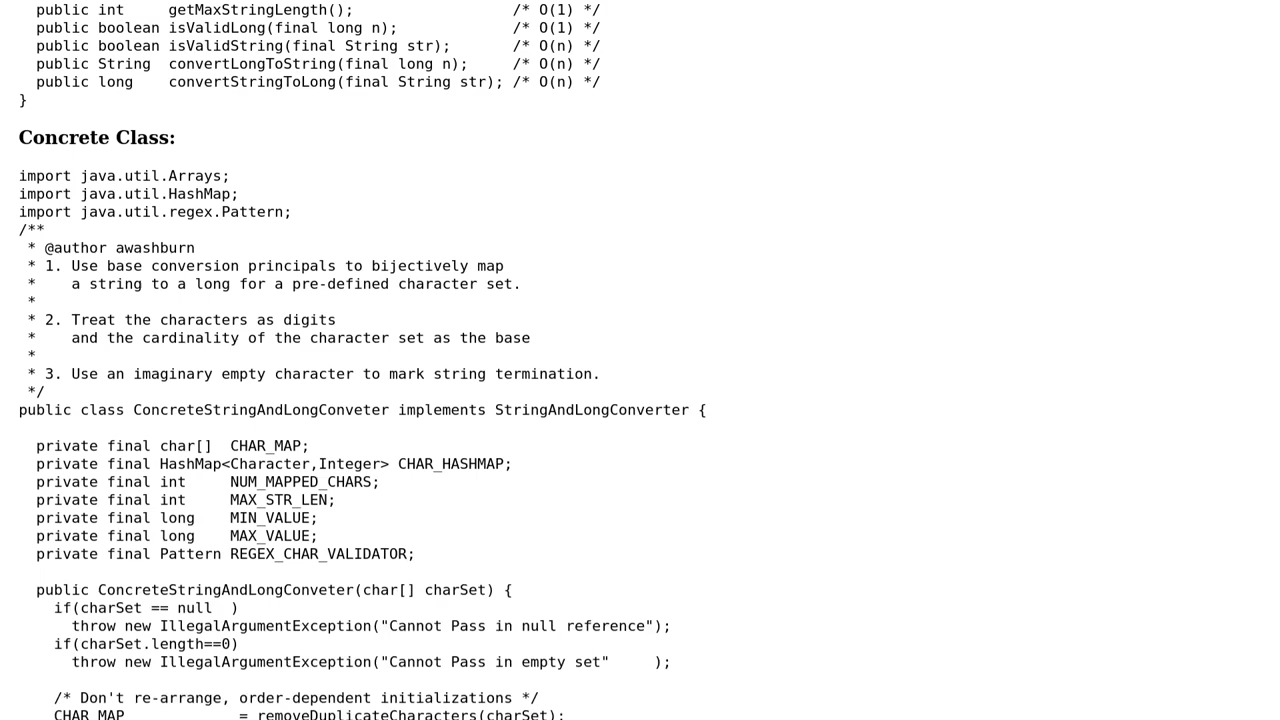 public int     getMaxStringLength();                  /* O(1) */
  public boolean isValidLong(final long n);             /* O(1) */
  public boolean isValidString(final String str);       /* O(n) */
  public String  convertLongToString(final long n);     /* O(n) */
  public long    convertStringToLong(final String str); /* O(n) */
}
Concrete Class:
import java.util.Arrays;
import java.util.HashMap;
import java.util.regex.Pattern;
/**
 * @author awashburn
 * 1. Use base conversion principals to bijectively map
 *    a string to a long for a pre-defined character set.
 *
 * 2. Treat the characters as digits
 *    and the cardinality of the character set as the base
 *
 * 3. Use an imaginary empty character to mark string termination.
 */
public class ConcreteStringAndLongConveter implements StringAndLongConverter {
  private final char[]  CHAR_MAP;
  private final HashMap<Character,Integer> CHAR_HASHMAP;
  private final int     NUM_MAPPED_CHARS;
  private final int     MAX_STR_LEN;
  private final long    MIN_VALUE;
  private final long    MAX_VALUE;
  private final Pattern REGEX_CHAR_VALIDATOR;
  public ConcreteStringAndLongConveter(char[] charSet) {
    if(charSet == null  )
      throw new IllegalArgumentException("Cannot Pass in null reference");
    if(charSet.length==0)
      throw new IllegalArgumentException("Cannot Pass in empty set"     );
    /* Don't re-arrange, order-dependent initializations */
    CHAR_MAP             = removeDuplicateCharacters(charSet);